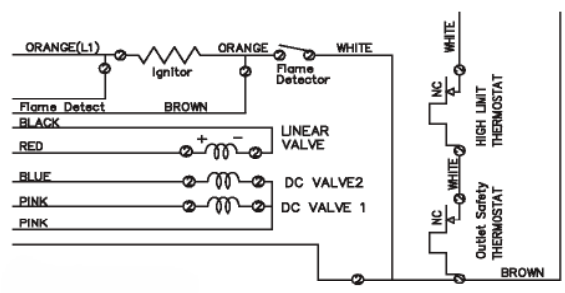 ORANGE(L1)
Ignitor
ORANGE
Flame
Detector
WHITE
Flame Detect
BROWN
BLACK
RED
+ −
LINEAR
VALVE
BLUE
DC VALVE2
PINK
DC VALVE 1
PINK
WHITE
NC
HIGH LIMIT
THERMOSTAT
WHITE
NC
Outlet Safety
THERMOSTAT
BROWN